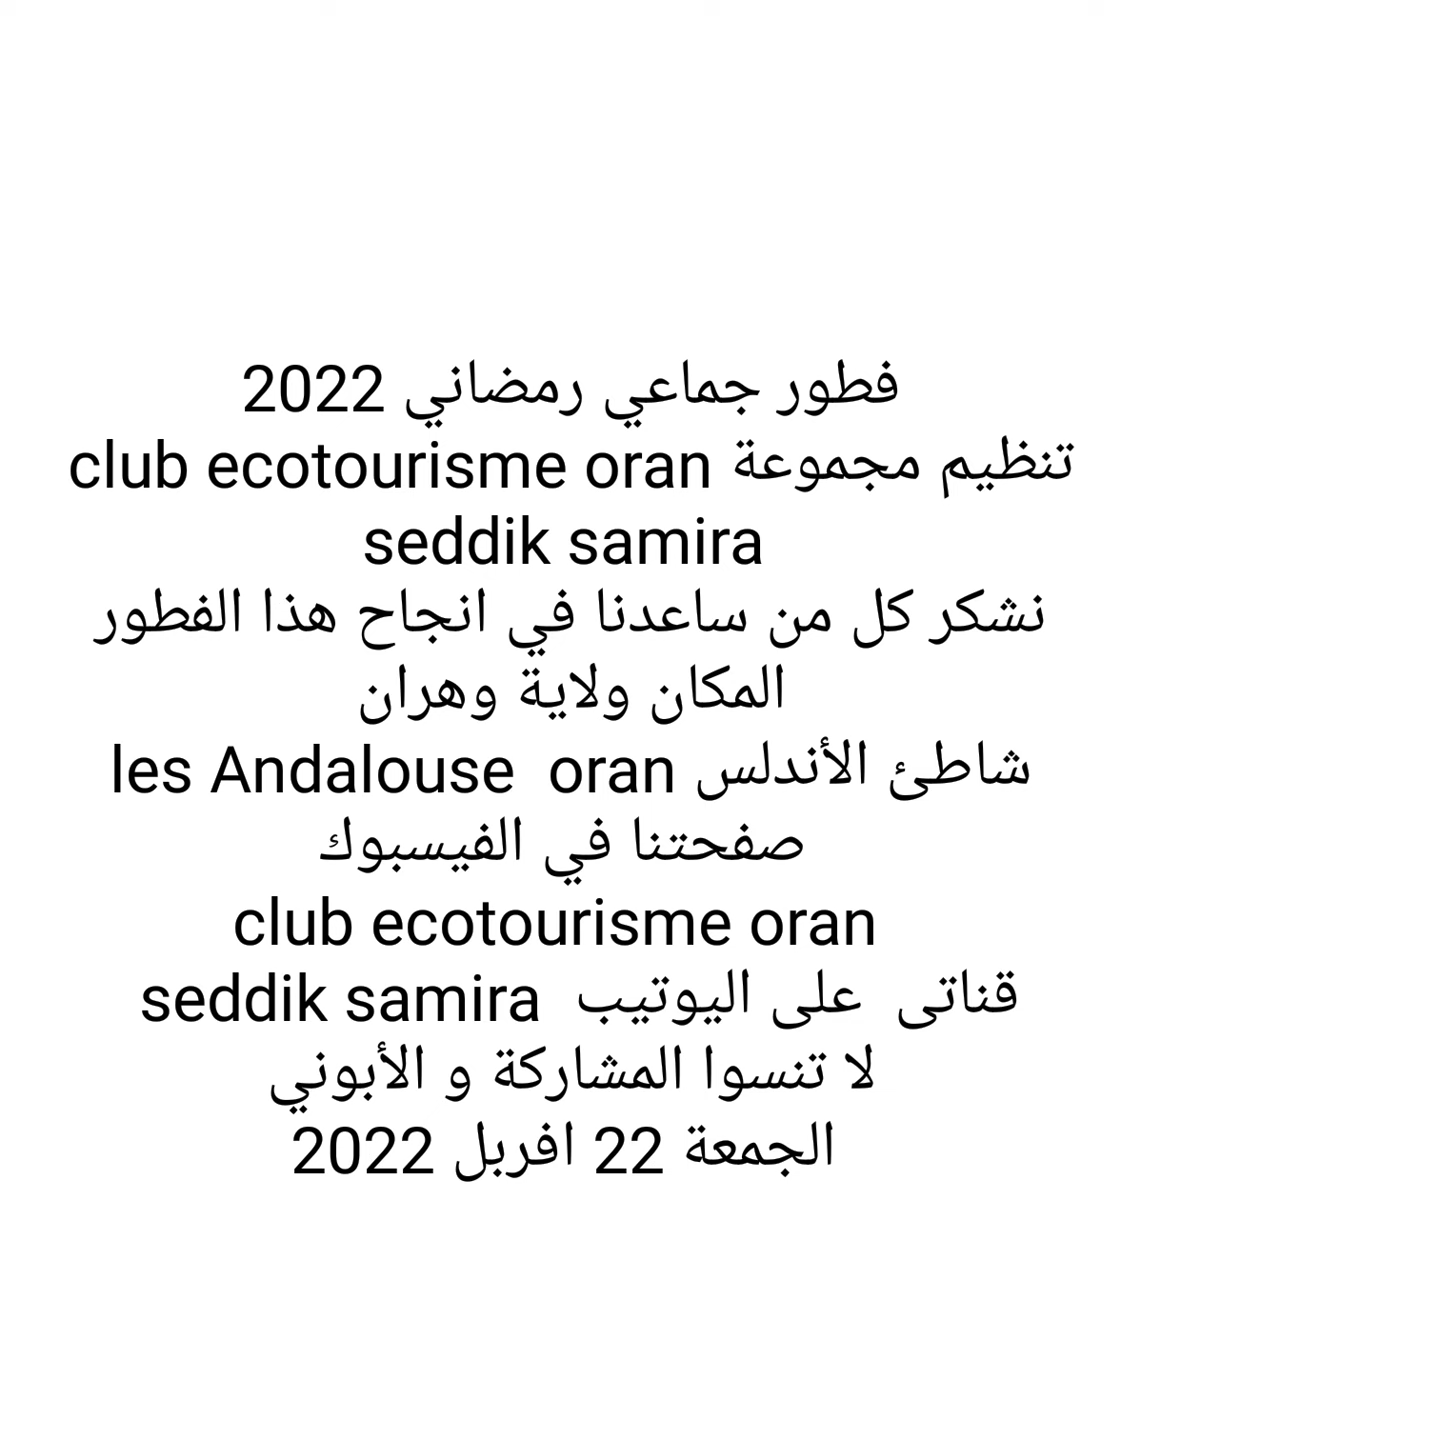 فطور جماعي رمضاني 2022
تنظيم مجموعة club ecotourisme oran
seddik samira
نشكر كل من ساعدنا في انجاح هذا الفطور
المكان ولاية وهران
شاطئ الأندلس les Andalouse  oran
صفحتنا في الفيسبوك
club ecotourisme oran
قناتى  على اليوتيب  seddik samira
لا تنسوا المشاركة و الأبوني
الجمعة 22 افربل 2022